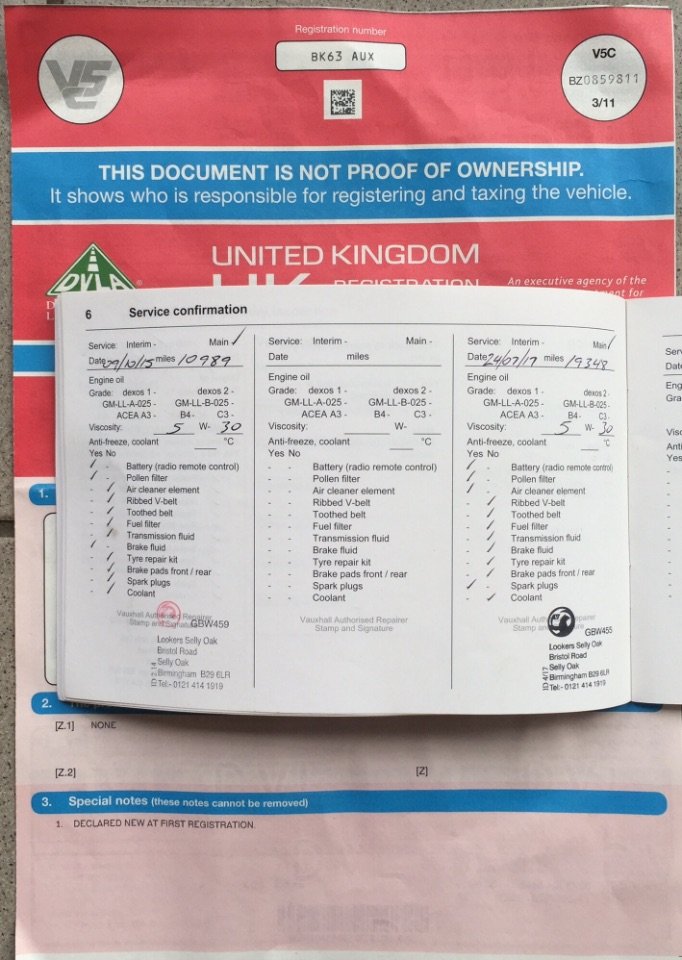 Registration number
BK63 AUX
V5C
V5C
BZ0859811
3/11
THIS DOCUMENT IS NOT PROOF OF OWNERSHIP.
It shows who is responsible for registering and taxing the vehicle.
UNITED KINGDOM
DVLA
REGISTRATION
An executive agency of the
6 Service confirmation
Service: Interim - Main ✓
Date 09/10/15 miles 10989
Engine oil
Grade: dexos 1 - dexos 2 -
GM-LL-A-025 - GM-LL-B-025 -
ACEA A3 - B4 - C3 -
Viscosity: 5 W- 30
Anti-freeze, coolant °C
Yes No
✓ - Battery (radio remote control)
✓ - Pollen filter
- ✓ Air cleaner element
- ✓ Ribbed V-belt
- ✓ Toothed belt
- ✓ Fuel filter
- ✓ Transmission fluid
✓ - Brake fluid
- ✓ Tyre repair kit
- ✓ Brake pads front / rear
- ✓ Spark plugs
- ✓ Coolant
Vauxhall Authorised Repairer
Stamp and Signature
GBW459
Lookers Selly Oak
Bristol Road
Selly Oak
Birmingham B29 6LR
Tel:- 0121 414 1919
Service: Interim - Main -
Date miles
Engine oil
Grade: dexos 1 - dexos 2 -
GM-LL-A-025 - GM-LL-B-025 -
ACEA A3 - B4 - C3 -
Viscosity: W-
Anti-freeze, coolant °C
Yes No
- - Battery (radio remote control)
- - Pollen filter
- - Air cleaner element
- - Ribbed V-belt
- - Toothed belt
- - Fuel filter
- - Transmission fluid
- - Brake fluid
- - Tyre repair kit
- - Brake pads front / rear
- - Spark plugs
- - Coolant
Vauxhall Authorised Repairer
Stamp and Signature
Service: Interim - Main ✓
Date 24/07/17 miles 19348
Engine oil
Grade: dexos 1 - dexos 2 -
GM-LL-A-025 - GM-LL-B-025 -
ACEA A3 - B4 - C3 -
Viscosity: 5 W- 30
Anti-freeze, coolant °C
Yes No
✓ - Battery (radio remote control)
✓ - Pollen filter
✓ - Air cleaner element
- ✓ Ribbed V-belt
- ✓ Toothed belt
- ✓ Fuel filter
- ✓ Transmission fluid
- ✓ Brake fluid
- ✓ Tyre repair kit
- ✓ Brake pads front / rear
✓ - Spark plugs
- ✓ Coolant
GBW455
Lookers Selly Oak
Bristol Road
Selly Oak
Birmingham B29 6LR
Tel:- 0121 414 1919
1.
2.
[Z.1] NONE
[Z.2] [Z]
3. Special notes (these notes cannot be removed)
1. DECLARED NEW AT FIRST REGISTRATION.